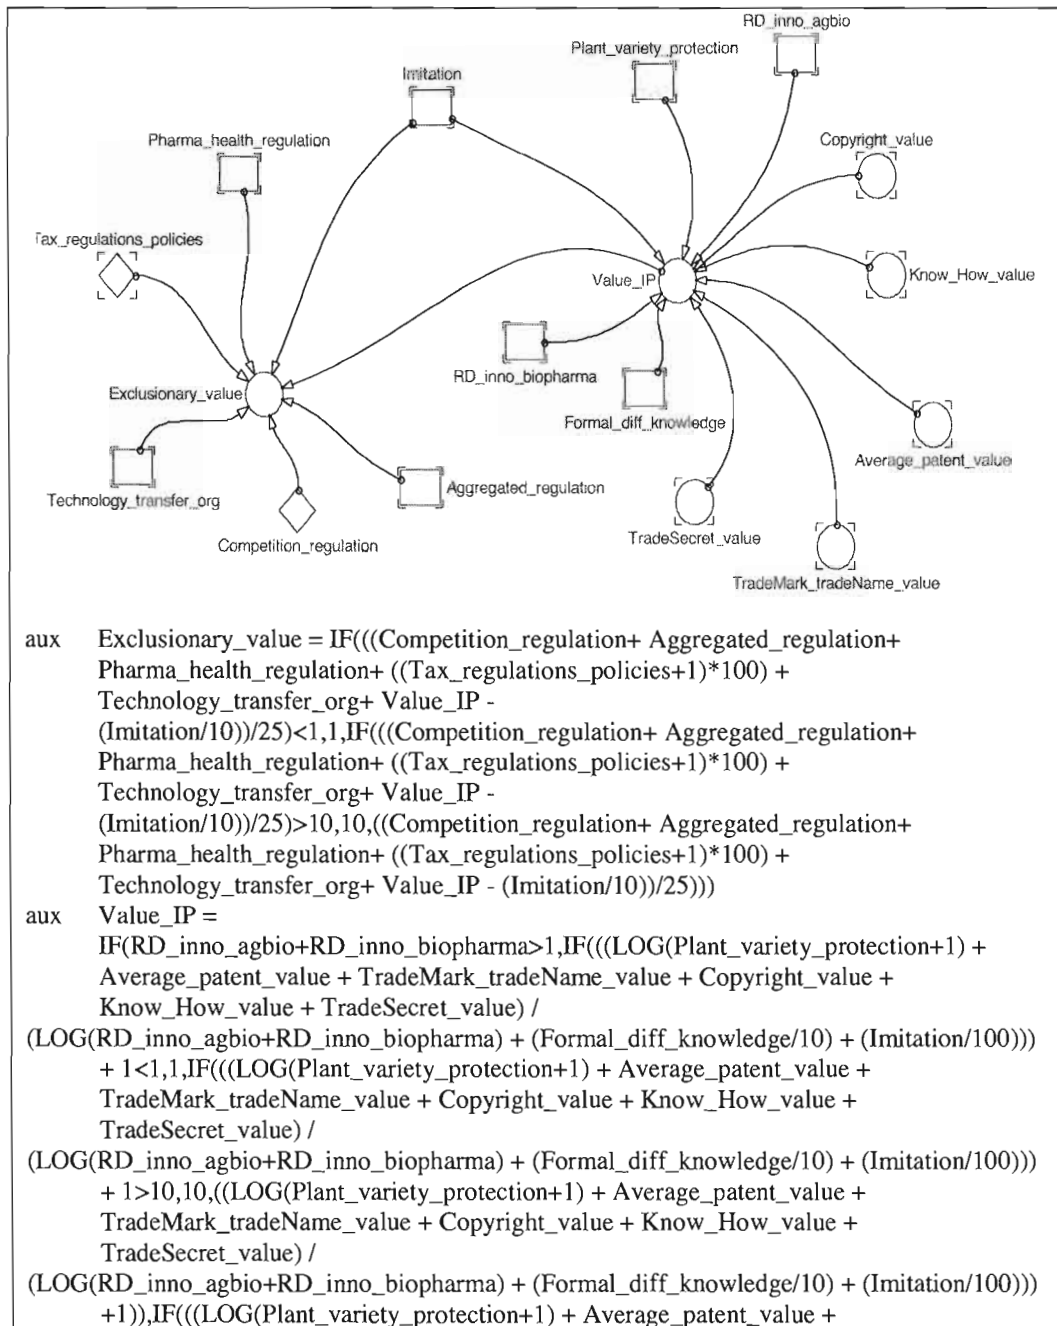 RD_inno_agbio
Plant_variety_protection
Imitation
Pharma_health_regulation
Copyright_value
Tax_regulations_policies
Value_IP
Know_How_value
RD_inno_biopharma
Exclusionary_value
Formal_diff_knowledge
Average_patent_value
Technology_transfer_org
Aggregated_regulation
Competition_regulation
TradeSecret_value
TradeMark_tradeName_value
aux Exclusionary_value = IF(((Competition_regulation+ Aggregated_regulation+
Pharma_health_regulation+ ((Tax_regulations_policies+1)*100) +
Technology_transfer_org+ Value_IP -
(Imitation/10))/25)<1,1,IF(((Competition_regulation+ Aggregated_regulation+
Pharma_health_regulation+ ((Tax_regulations_policies+1)*100) +
Technology_transfer_org+ Value_IP -
(Imitation/10))/25)>10,10,((Competition_regulation+ Aggregated_regulation+
Pharma_health_regulation+ ((Tax_regulations_policies+1)*100) +
Technology_transfer_org+ Value_IP - (Imitation/10))/25)))
aux Value_IP =
IF(RD_inno_agbio+RD_inno_biopharma>1,IF(((LOG(Plant_variety_protection+1) +
Average_patent_value + TradeMark_tradeName_value + Copyright_value +
Know_How_value + TradeSecret_value) /
(LOG(RD_inno_agbio+RD_inno_biopharma) + (Formal_diff_knowledge/10) + (Imitation/100)))
+ 1<1,1,IF(((LOG(Plant_variety_protection+1) + Average_patent_value +
TradeMark_tradeName_value + Copyright_value + Know_How_value +
TradeSecret_value) /
(LOG(RD_inno_agbio+RD_inno_biopharma) + (Formal_diff_knowledge/10) + (Imitation/100)))
+ 1>10,10,((LOG(Plant_variety_protection+1) + Average_patent_value +
TradeMark_tradeName_value + Copyright_value + Know_How_value +
TradeSecret_value) /
(LOG(RD_inno_agbio+RD_inno_biopharma) + (Formal_diff_knowledge/10) + (Imitation/100)))
+1)),IF(((LOG(Plant_variety_protection+1) + Average_patent_value +